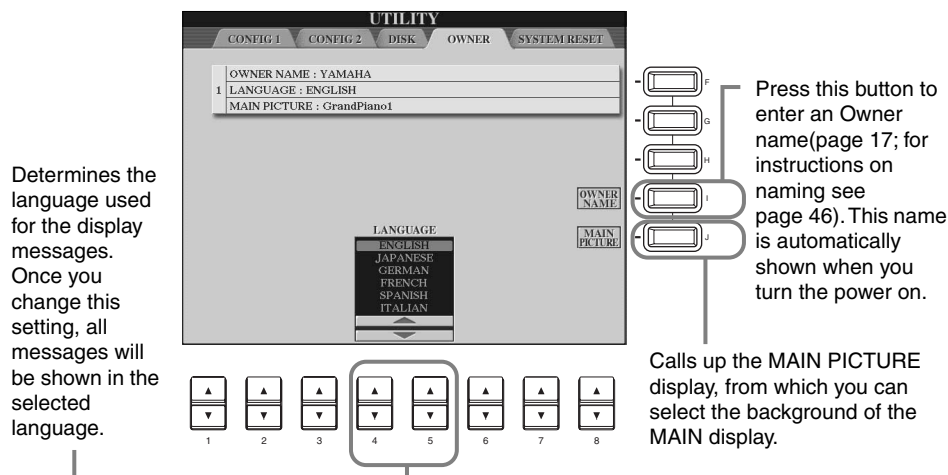 UTILITY
CONFIG 1 CONFIG 2 DISK OWNER SYSTEM RESET
1
OWNER NAME : YAMAHA
LANGUAGE : ENGLISH
MAIN PICTURE : GrandPiano1
F
G
H
I
J
OWNER
NAME
MAIN
PICTURE
LANGUAGE
ENGLISH
JAPANESE
GERMAN
FRENCH
SPANISH
ITALIAN
Determines the
language used
for the display
messages.
Once you
change this
setting, all
messages will
be shown in the
selected
language.
Press this button to
enter an Owner
name(page 17; for
instructions on
naming see
page 46). This name
is automatically
shown when you
turn the power on.
Calls up the MAIN PICTURE
display, from which you can
select the background of the
MAIN display.
1 2 3 4 5 6 7 8